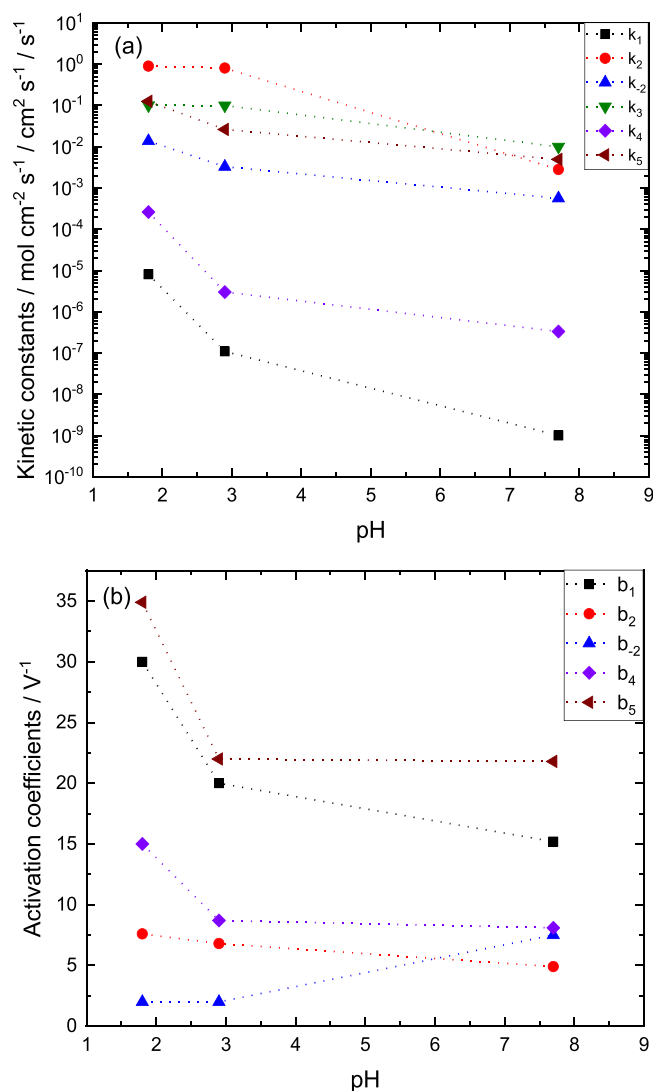 (a)
k₁
k₂
k₋₂
k₃
k₄
k₅
10¹
10⁰
10⁻¹
10⁻²
10⁻³
10⁻⁴
10⁻⁵
10⁻⁶
10⁻⁷
10⁻⁸
10⁻⁹
10⁻¹⁰
Kinetic constants / mol cm⁻² s⁻¹ / cm² s⁻¹ / s⁻¹
1 2 3 4 5 6 7 8 9
pH
(b)
b₁
b₂
b₋₂
b₄
b₅
35
30
25
20
15
10
5
0
Activation coefficients / V⁻¹
1 2 3 4 5 6 7 8 9
pH